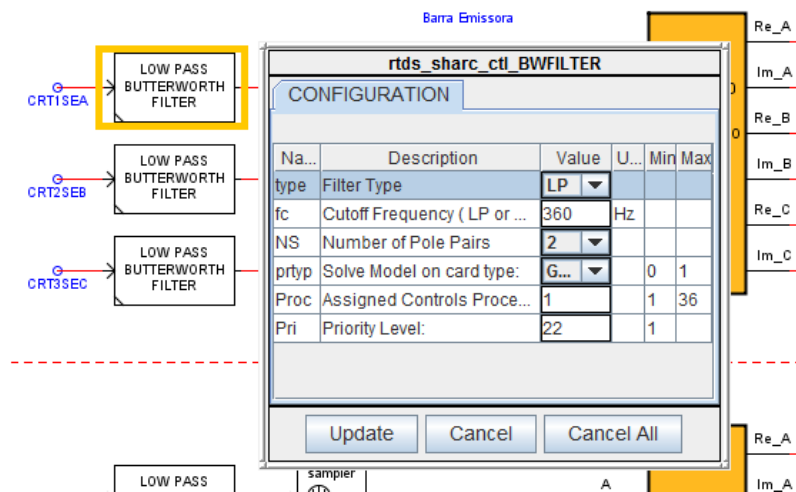 Barra Emissora
Re_A
Im_A
Re_B
Im_B
Re_C
Im_C
LOW PASS
BUTTERWORTH
FILTER
CRT1SEA
LOW PASS
BUTTERWORTH
FILTER
CRT2SEB
LOW PASS
BUTTERWORTH
FILTER
CRT3SEC
rtds_sharc_ctl_BWFILTER
CONFIGURATION
Na... Description Value U... Min Max
type Filter Type LP
fc Cutoff Frequency ( LP or ... 360 Hz
NS Number of Pole Pairs 2
prtyp Solve Model on card type: G... 0 1
Proc Assigned Controls Proce... 1 1 36
Pri Priority Level: 22 1
Update Cancel Cancel All
Re_A
LOW PASS
sampler
A
Im_A